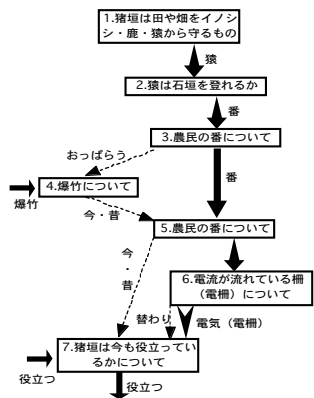 1.猪垣は田や畑をイノシ
シ・鹿・猿から守るもの
猿
2.猿は石垣を登れるか
番
3.農民の番について
おっぱらう
番
4.爆竹について
爆竹
今・昔
5.農民の番について
今・昔
6.電流が流れている柵
(電柵)について
替わり
電気(電柵)
7.猪垣は今も役立ってい
るかについて
役立つ
役立つ